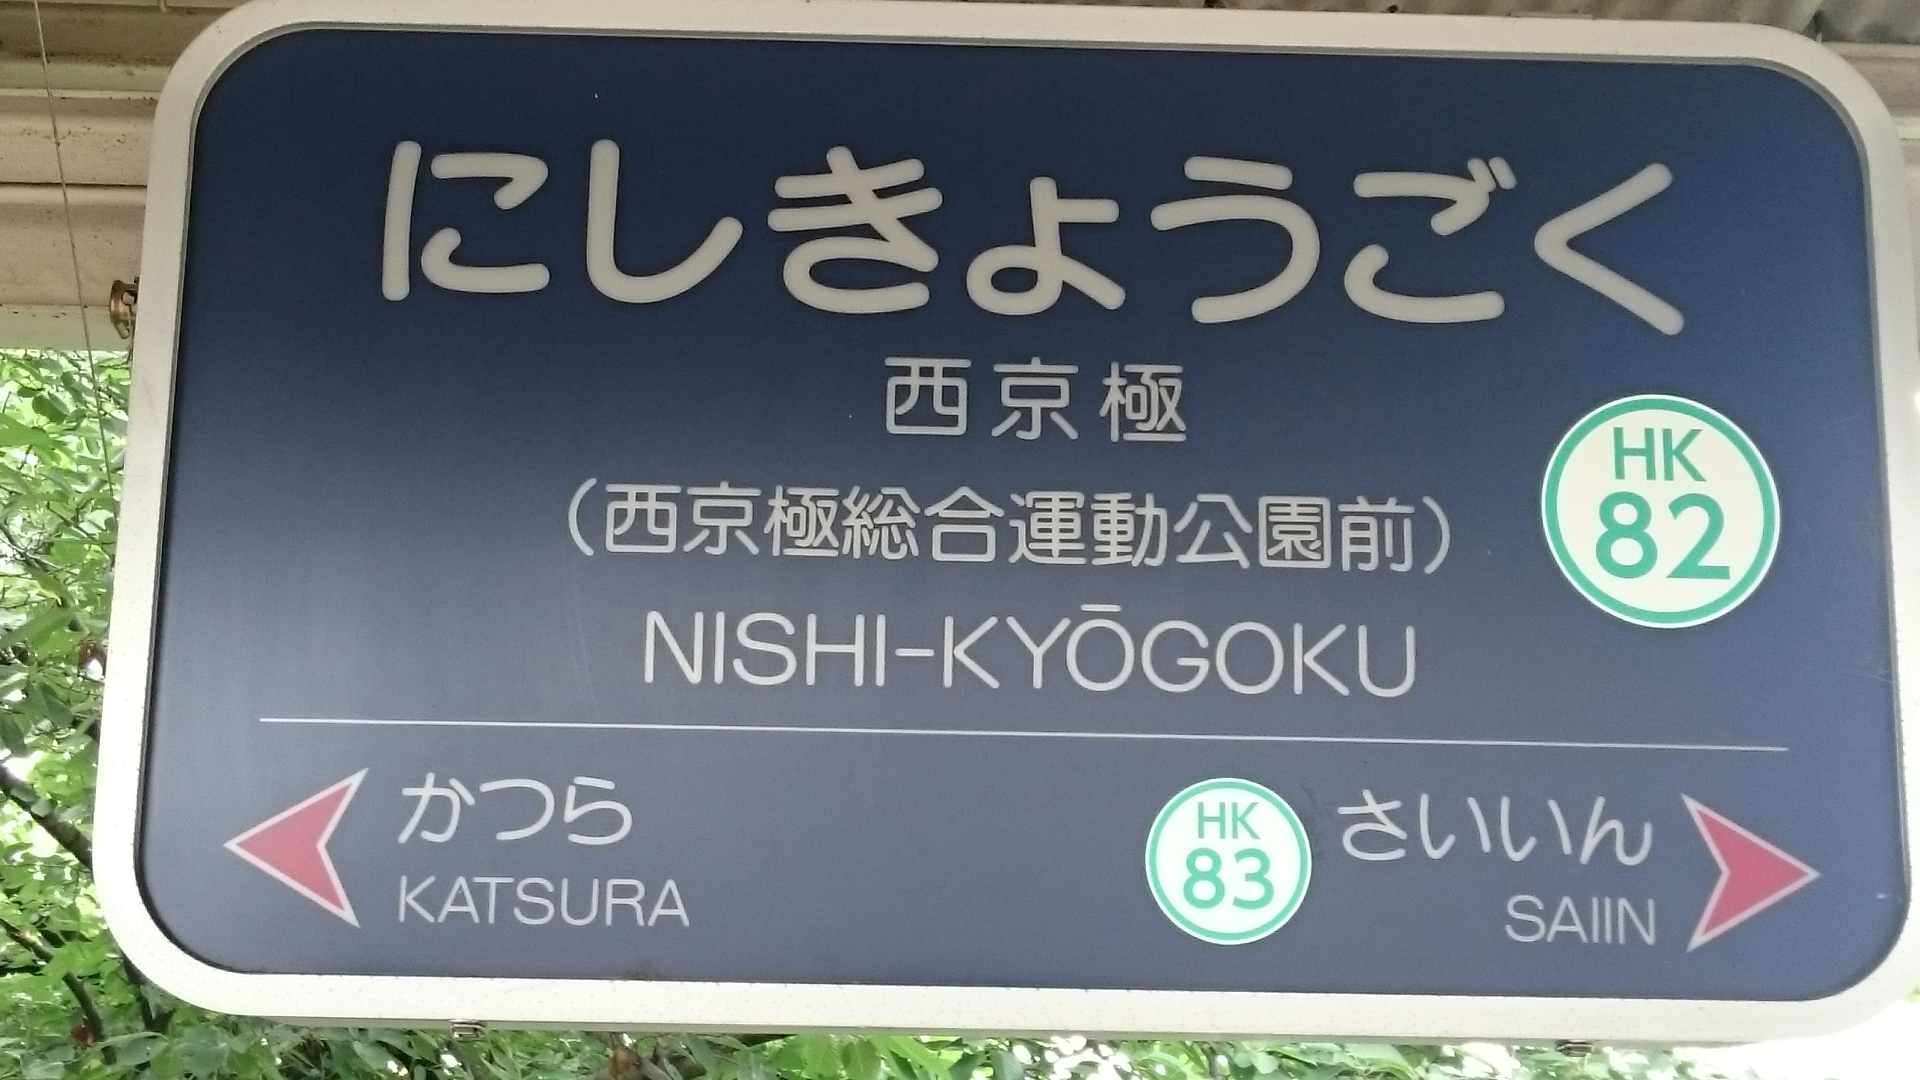 にしきょうごく
西京極
(西京極総合運動公園前)
NISHI-KYŌGOKU
HK
82
かつら
KATSURA
HK
83
さいいん
SAIIN